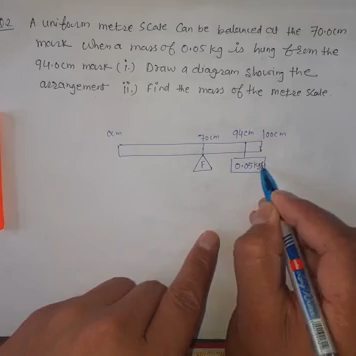 Q2 A uniform metre scale can be balanced at the 70.0cm
mark when a mass of 0.05 kg is hung from the
94.0cm mark (i.) Draw a diagram showing the
arrangement ii.) Find the mass of the metre scale.
0cm 70cm 94cm 100cm
F 0.05kg